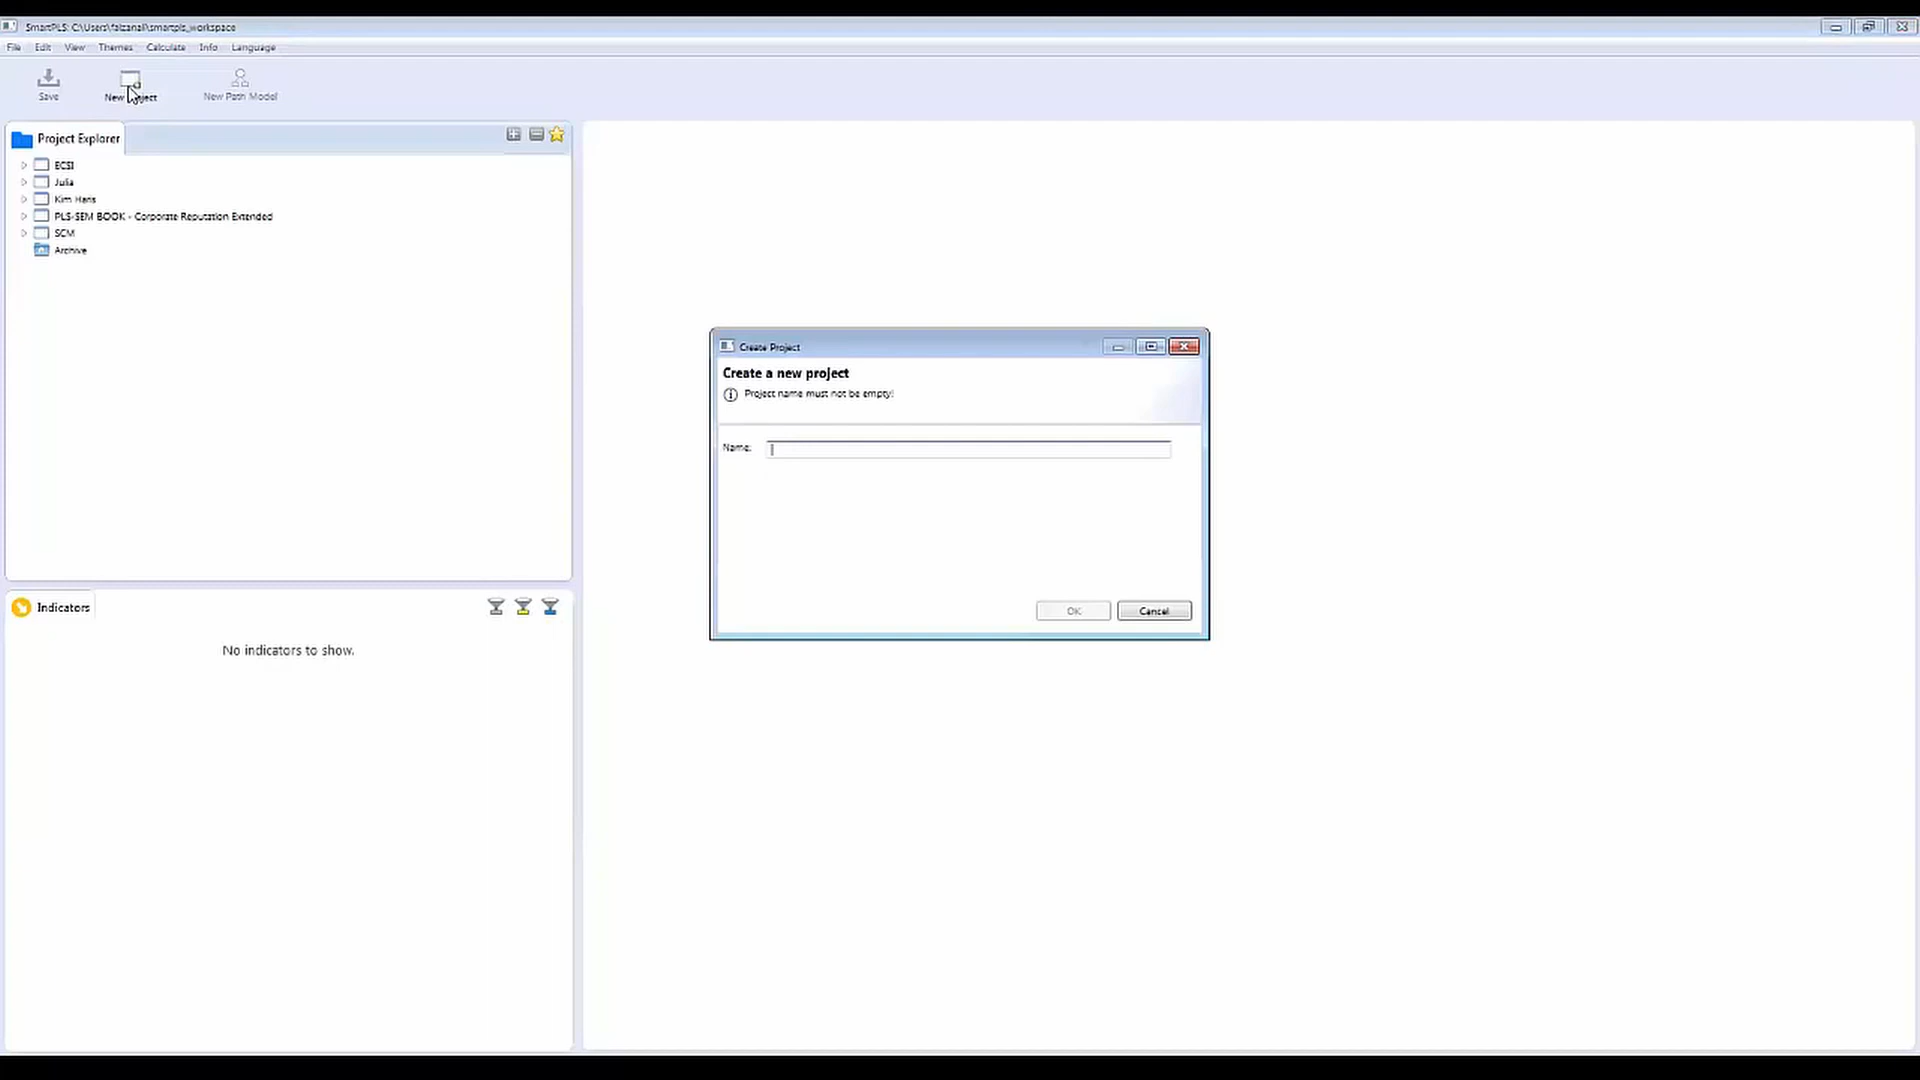 SmartPLS: C:\Users\faizanali\smartpls_workspace
File Edit View Themes Calculate Info Language
Save New Project New Path Model
Project Explorer
ECSI
Julia
Kim Haris
PLS-SEM BOOK - Corporate Reputation Extended
SCM
Archive
Create Project
Create a new project
Project name must not be empty!
Name:
OK Cancel
Indicators
No indicators to show.